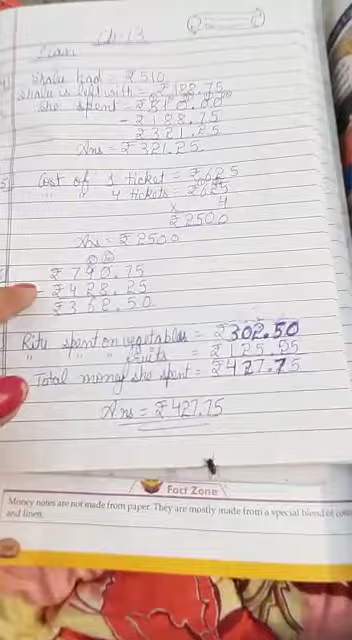 Ch-13
Shalu had = ₹510
Shalu is left with = ₹188.75
She spent = ₹510.00
- ₹188.75
₹321.25
Ans = ₹321.25
Cost of 1 ticket = ₹625
" " 4 tickets = ₹625
× 4
₹2500
Ans = ₹2500
₹790.75
- ₹428.25
₹362.50
Ritu spent on vegetables = ₹302.50
" " " fruits = ₹125.25
Total money she spent = ₹427.75
Ans = ₹427.75
Fact Zone
Money notes are not made from paper. They are mostly made from a special blend of
and linen.